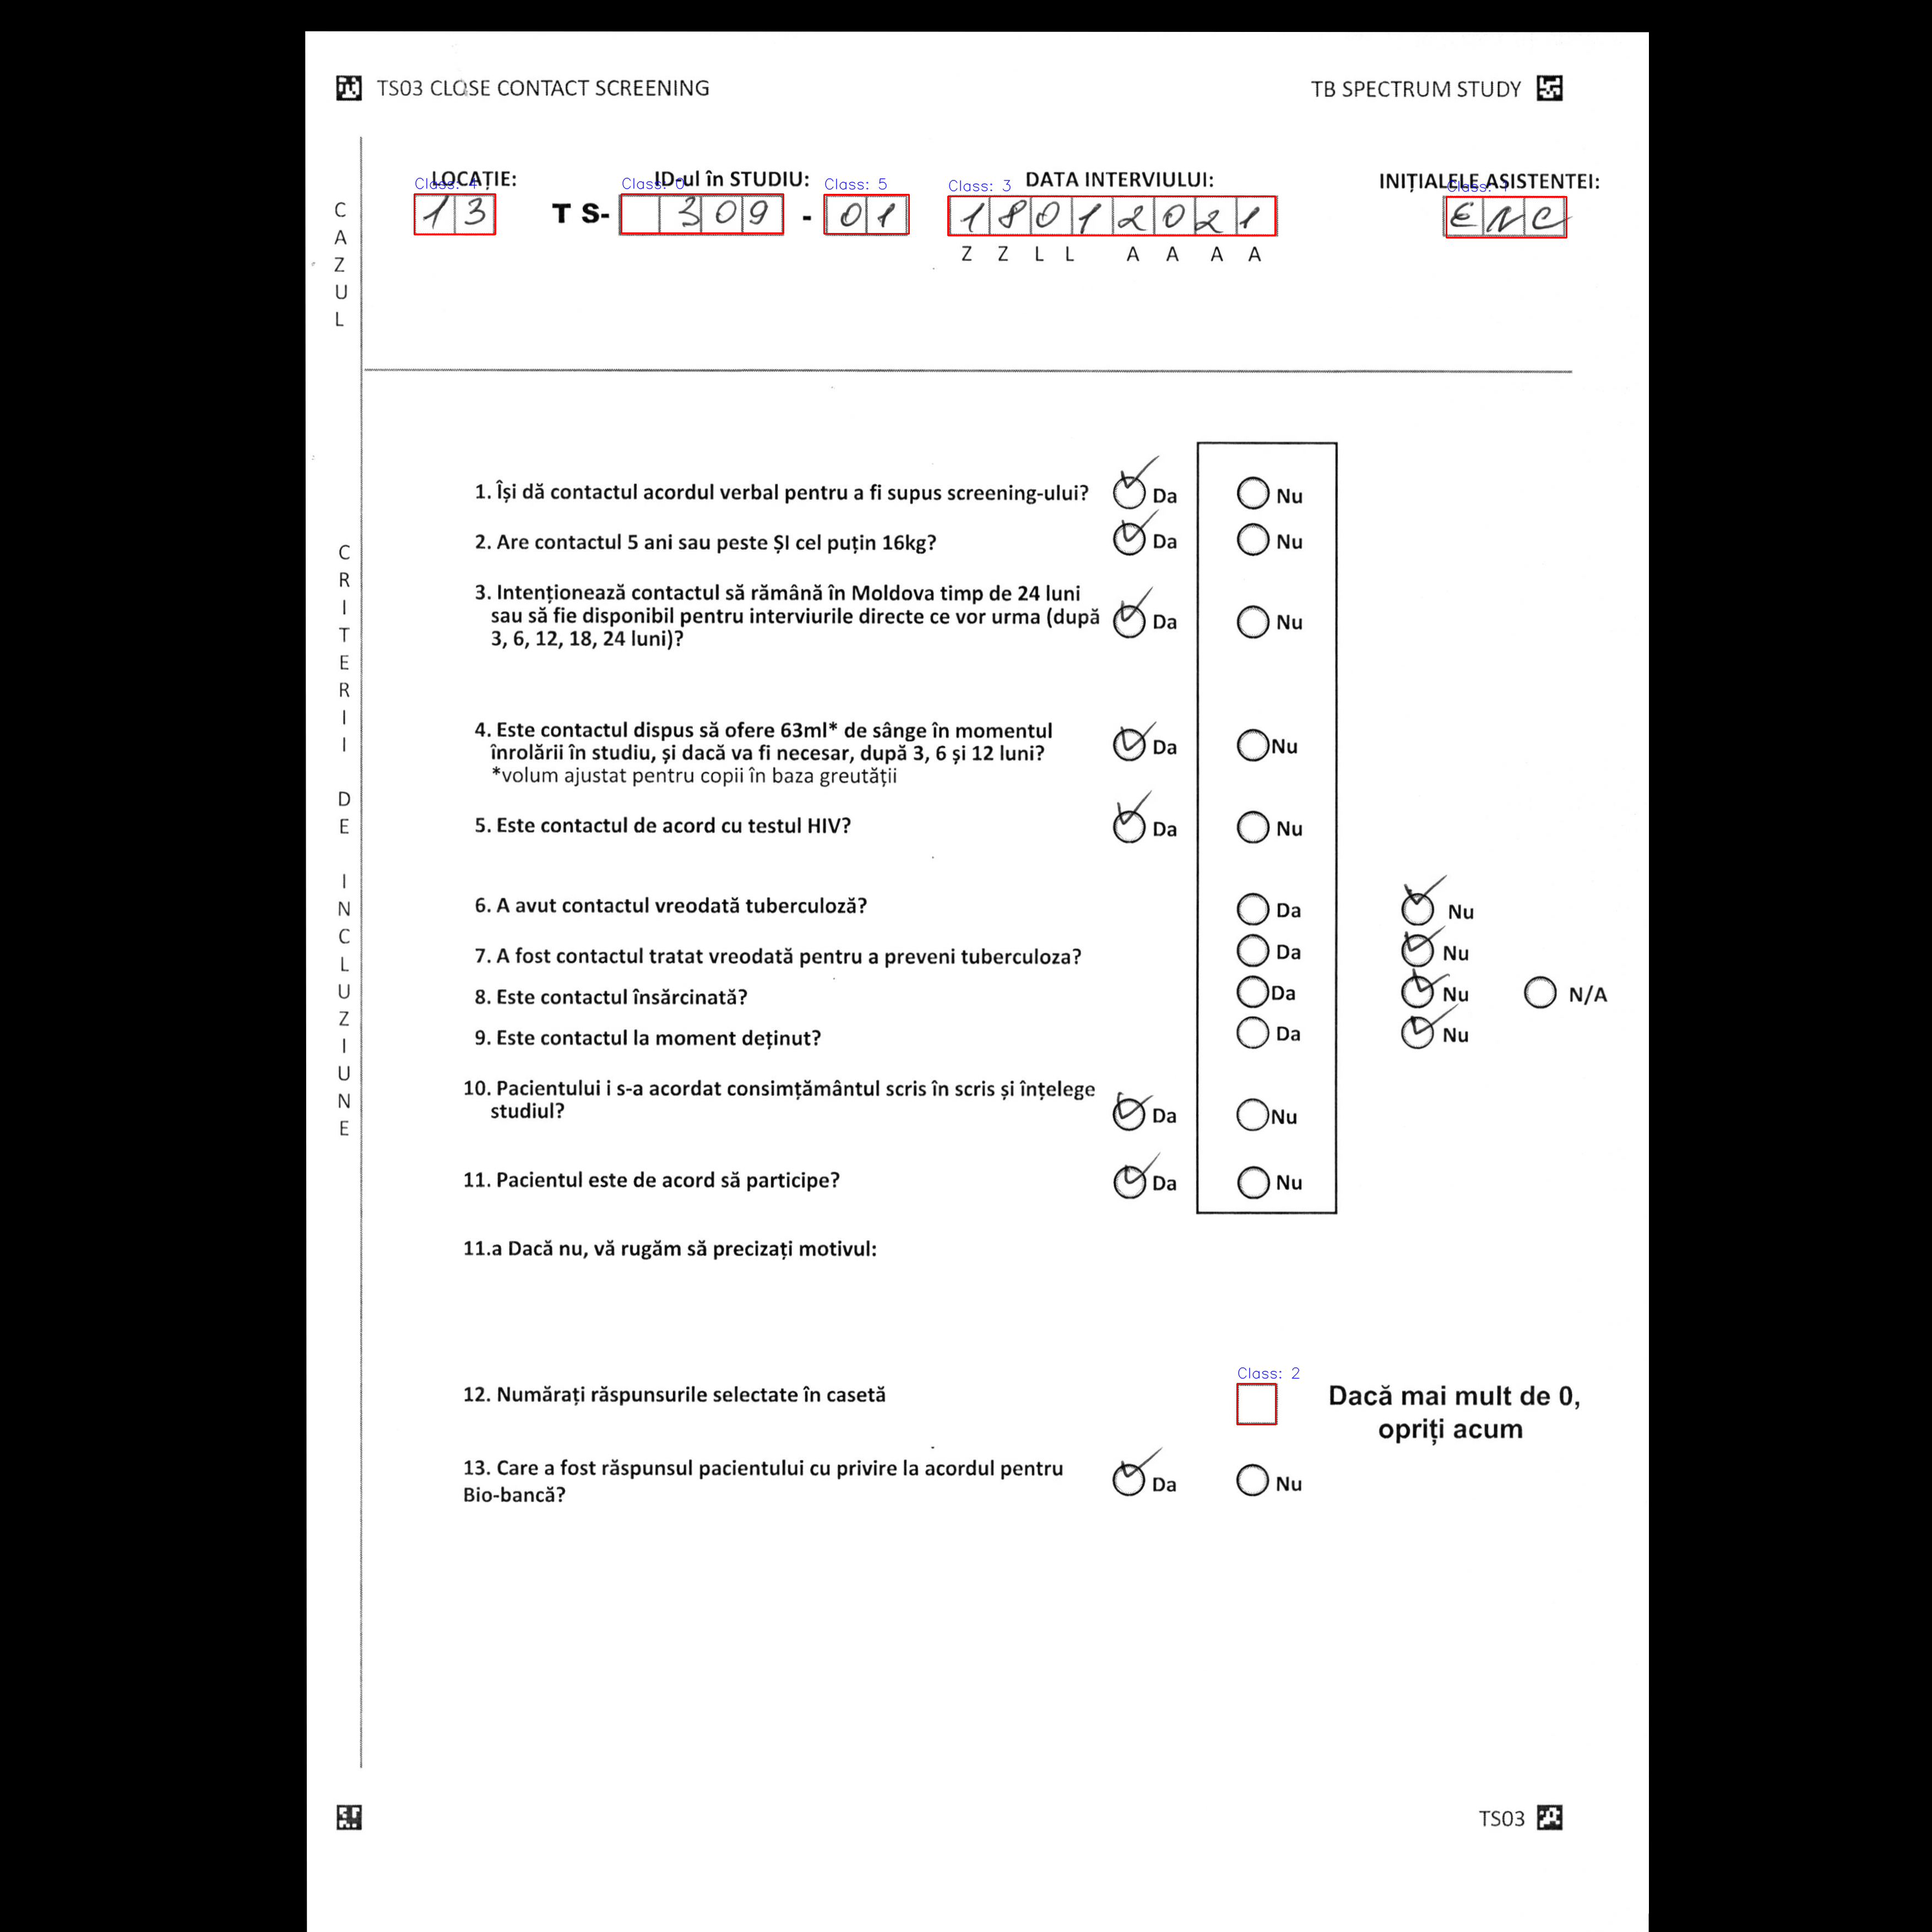 TS03 CLOSE CONTACT SCREENING
TB SPECTRUM STUDY
CAZUL
LOCAȚIE:
ID-ul în STUDIU:
DATA INTERVIULUI:
INIȚIALELE ASISTENTEI:
Class: 4
Class: 0
Class: 5
Class: 3
Class: 1
13
TS- 309 - 01
18012021
ENC
Z Z L L A A A A
CRITERII DE INCLUZIUNE
1. Își dă contactul acordul verbal pentru a fi supus screening-ului? Da Nu
2. Are contactul 5 ani sau peste ȘI cel puțin 16kg? Da Nu
3. Intenționează contactul să rămână în Moldova timp de 24 luni
sau să fie disponibil pentru interviurile directe ce vor urma (după Da Nu
3, 6, 12, 18, 24 luni)?
4. Este contactul dispus să ofere 63ml* de sânge în momentul
înrolării în studiu, și dacă va fi necesar, după 3, 6 și 12 luni? Da Nu
*volum ajustat pentru copii în baza greutății
5. Este contactul de acord cu testul HIV? Da Nu
6. A avut contactul vreodată tuberculoză? Da Nu
7. A fost contactul tratat vreodată pentru a preveni tuberculoza? Da Nu
8. Este contactul însărcinată? Da Nu N/A
9. Este contactul la moment deținut? Da Nu
10. Pacientului i s-a acordat consimțământul scris în scris și înțelege
studiul? Da Nu
11. Pacientul este de acord să participe? Da Nu
11.a Dacă nu, vă rugăm să precizați motivul:
Class: 2
12. Numărați răspunsurile selectate în casetă
Dacă mai mult de 0,
opriți acum
13. Care a fost răspunsul pacientului cu privire la acordul pentru
Bio-bancă? Da Nu
TS03